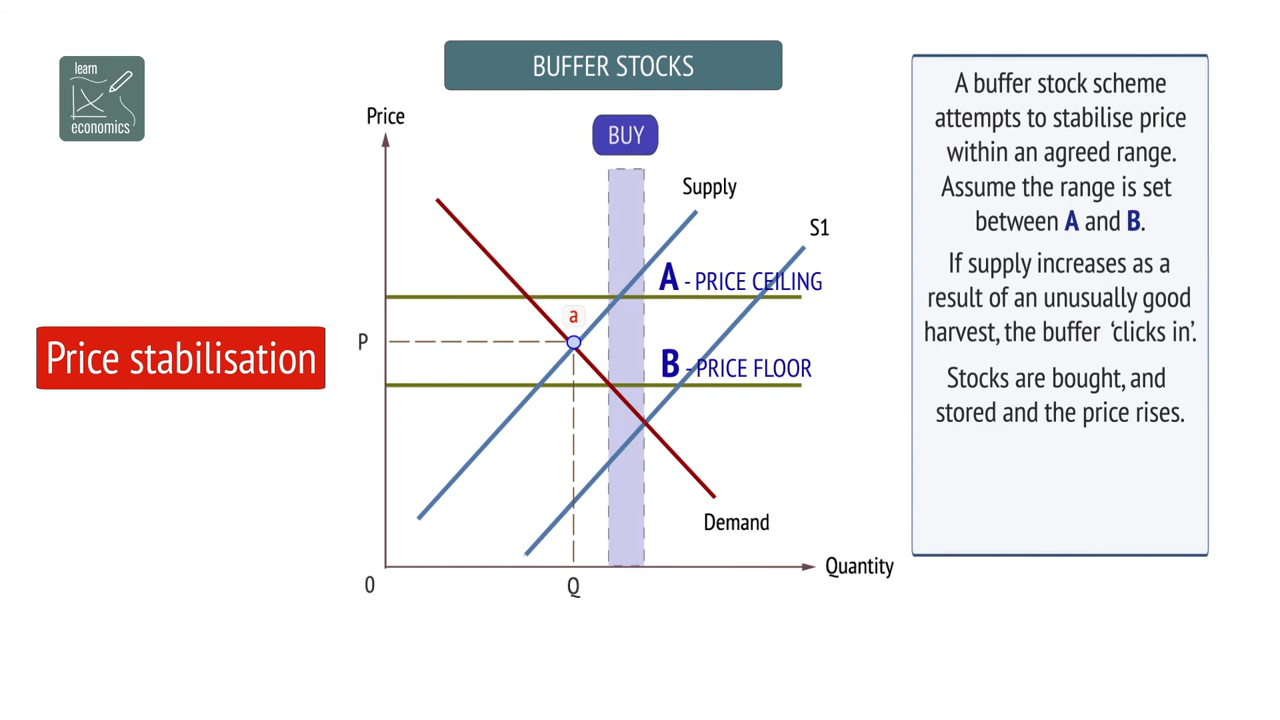 learn
economics
BUFFER STOCKS
Price
BUY
Supply
S1
A - PRICE CEILING
a
P
B - PRICE FLOOR
Demand
Quantity
0
Q
Price stabilisation
A buffer stock scheme
attempts to stabilise price
within an agreed range.
Assume the range is set
between A and B.
If supply increases as a
result of an unusually good
harvest, the buffer ‘clicks in’.
Stocks are bought, and
stored and the price rises.